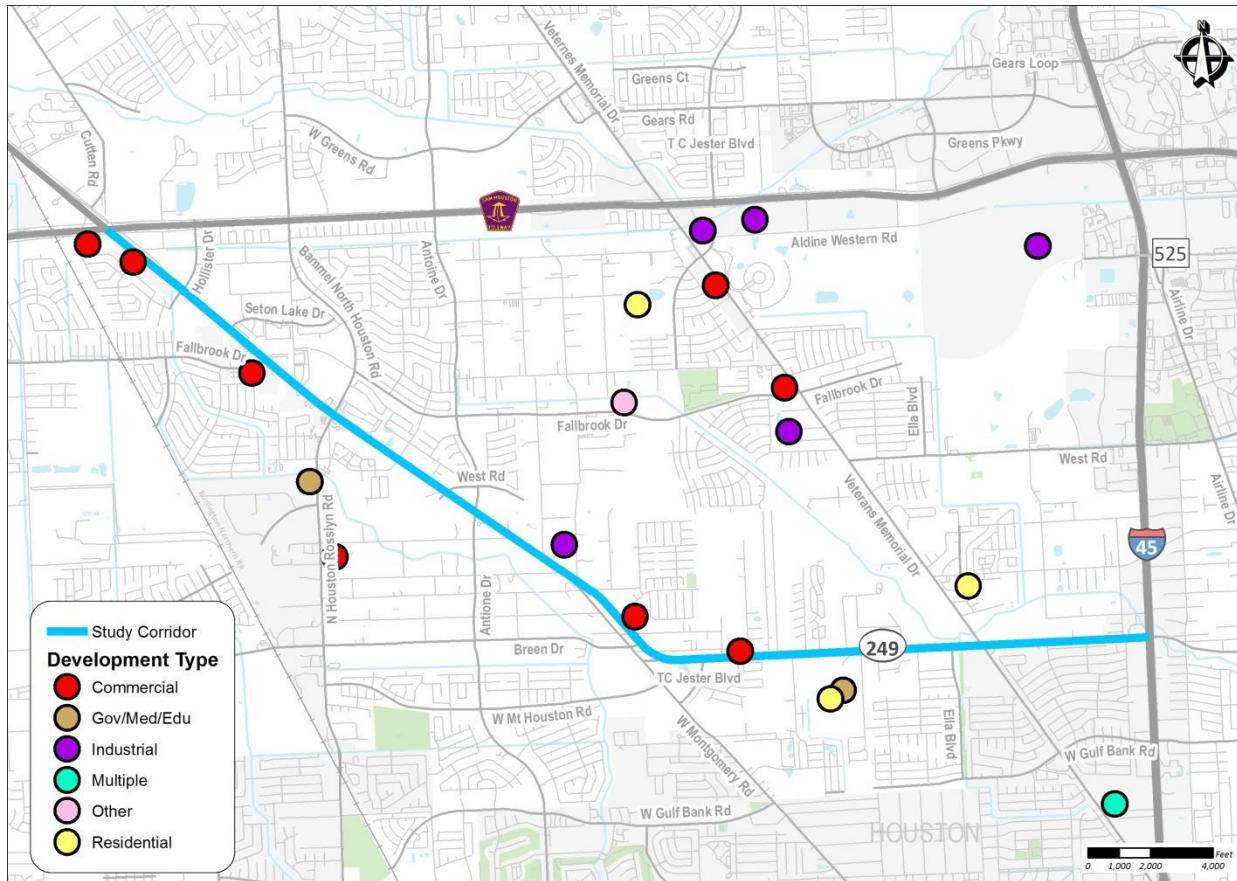 N
Gears Loop
Veternes Memorial Dr
Greens Ct
Gears Rd
T C Jester Blvd
Greens Pkwy
Cutten Rd
W Greens Rd
SAM HOUSTON
TOLLWAY
Aldine Western Rd
525
Hollister Dr
Antoine Dr
Bammel North Houston Rd
Airline Dr
Seton Lake Dr
Fallbrook Dr
Fallbrook Dr
Fallbrook Dr
Ella Blvd
West Rd
West Rd
Airline Dr
Veterans Memorial Dr
N Houston Rosslyn Rd
45
Antione Dr
Breen Dr
249
TC Jester Blvd
W Mt Houston Rd
W Montgomery Rd
Ella Blvd
W Gulf Bank Rd
W Gulf Bank Rd
HOUSTON
Study Corridor
Development Type
Commercial
Gov/Med/Edu
Industrial
Multiple
Other
Residential
Feet
0 1,000 2,000 4,000